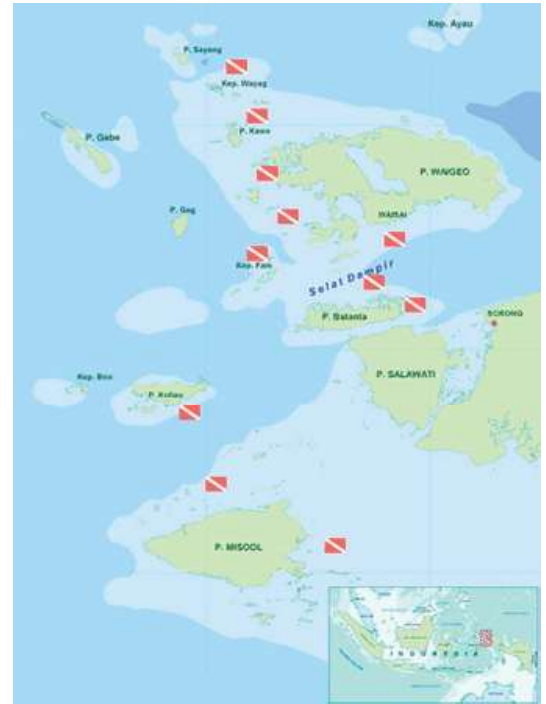 Kep. Ayau
P. Sayang
Kep. Wayag
P. Kawe
P. Gebe
P. WAIGEO
P. Gag
WAISAI
Kep. Fam
Selat Dampir
P. Batanta
SORONG
P. SALAWATI
Kep. Boo
P. Kofiau
P. MISOOL
INDONESIA